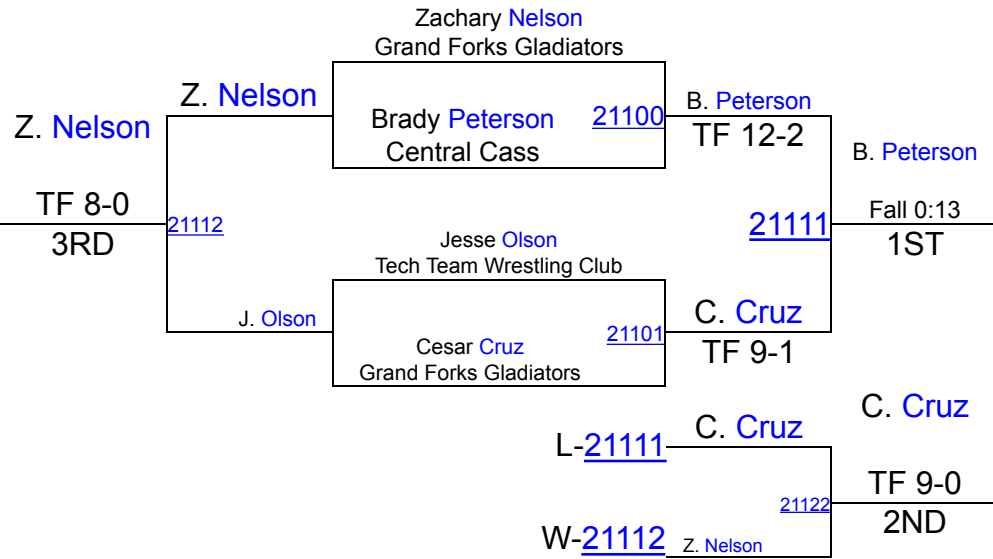 Zachary Nelson
Grand Forks Gladiators
Z. Nelson
Brady Peterson
Central Cass
21100
B. Peterson
TF 12-2
Z. Nelson
TF 8-0
3RD
21112
B. Peterson
Fall 0:13
1ST
21111
Jesse Olson
Tech Team Wrestling Club
J. Olson
Cesar Cruz
Grand Forks Gladiators
21101
C. Cruz
TF 9-1
L-21111
C. Cruz
C. Cruz
TF 9-0
2ND
21122
W-21112
Z. Nelson